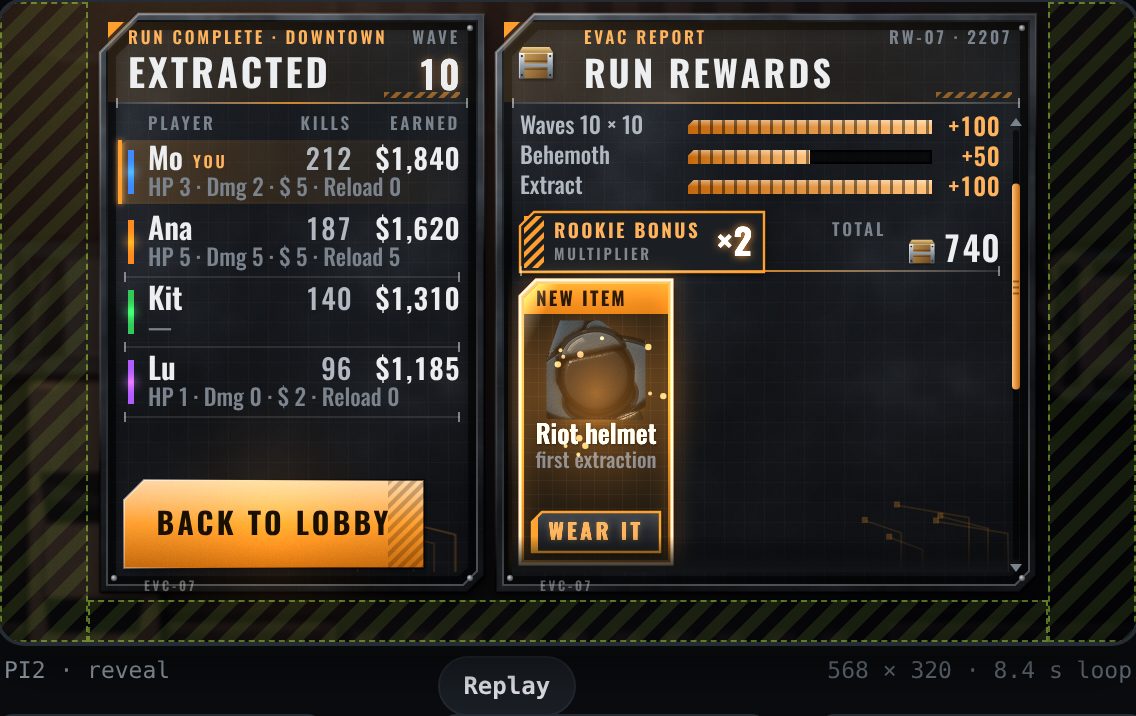 RUN COMPLETE · DOWNTOWN WAVE
EXTRACTED 10
PLAYER KILLS EARNED
Mo YOU 212 $1,840
HP 3 · Dmg 2 · $ 5 · Reload 0
Ana 187 $1,620
HP 5 · Dmg 5 · $ 5 · Reload 5
Kit 140 $1,310
—
Lu 96 $1,185
HP 1 · Dmg 0 · $ 2 · Reload 0
BACK TO LOBBY
EVC-07
EVAC REPORT RW-07 · 2207
RUN REWARDS
Waves 10 × 10 +100
Behemoth +50
Extract +100
ROOKIE BONUS ×2
MULTIPLIER
TOTAL 740
NEW ITEM
Riot helmet
first extraction
WEAR IT
EVC-07
PI2 · reveal
Replay
568 × 320 · 8.4 s loop